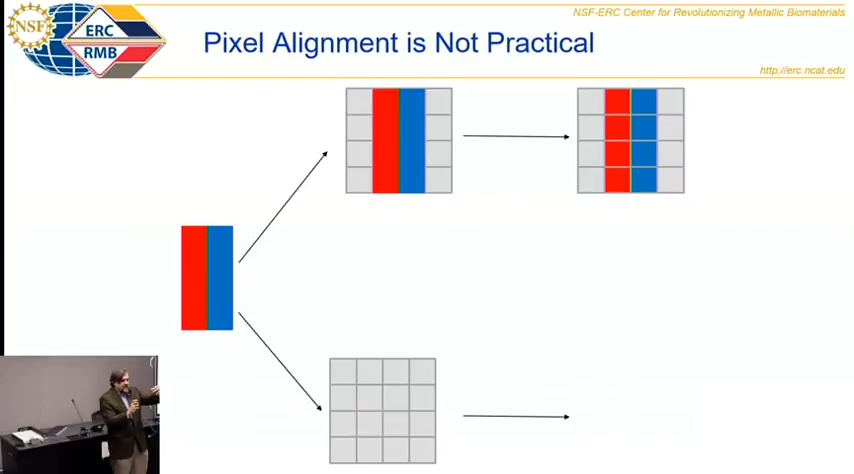 NSF
ERC
RMB
NSF-ERC Center for Revolutionizing Metallic Biomaterials
Pixel Alignment is Not Practical
http://erc.ncat.edu